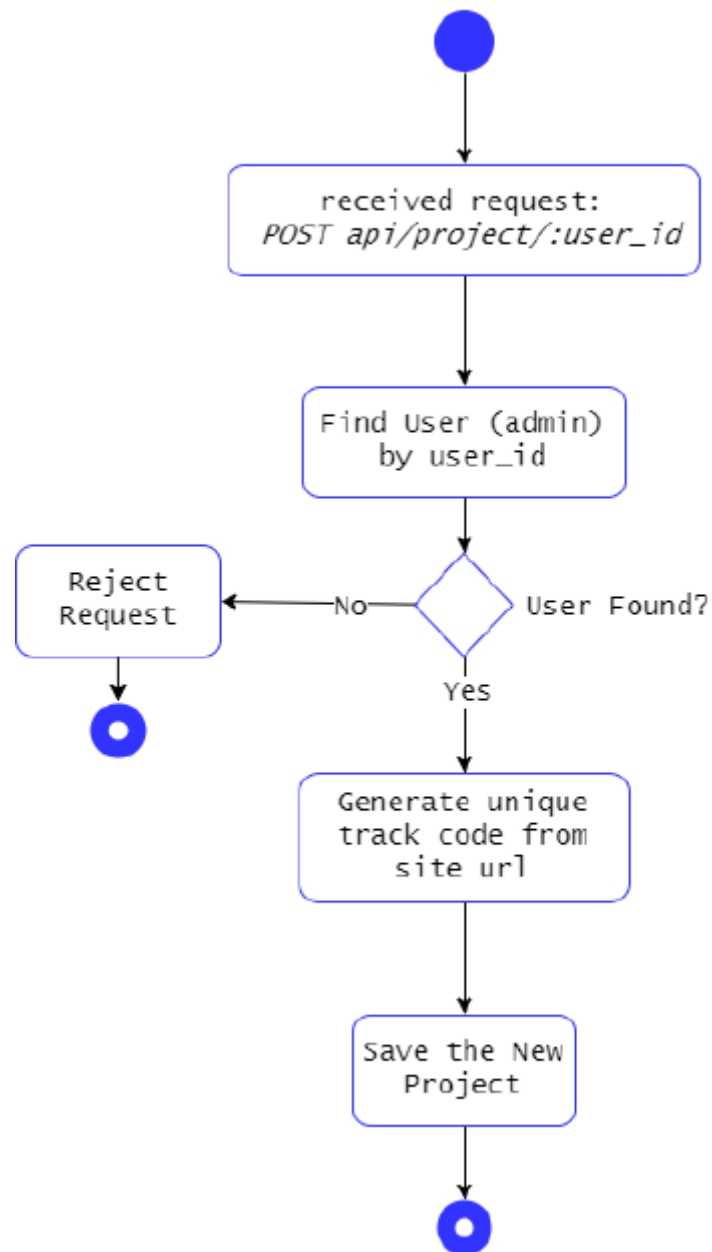 received request:
POST api/project/:user_id
Find User (admin)
by user_id
Reject
Request
No
User Found?
Yes
Generate unique
track code from
site url
Save the New
Project